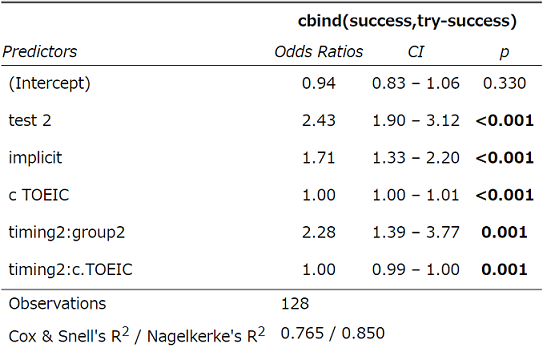 cbind(success,try-success)
Predictors Odds Ratios CI p
(Intercept) 0.94 0.83 – 1.06 0.330
test 2 2.43 1.90 – 3.12 <0.001
implicit 1.71 1.33 – 2.20 <0.001
c TOEIC 1.00 1.00 – 1.01 <0.001
timing2:group2 2.28 1.39 – 3.77 0.001
timing2:c.TOEIC 1.00 0.99 – 1.00 0.001
Observations 128
Cox & Snell's R² / Nagelkerke's R² 0.765 / 0.850